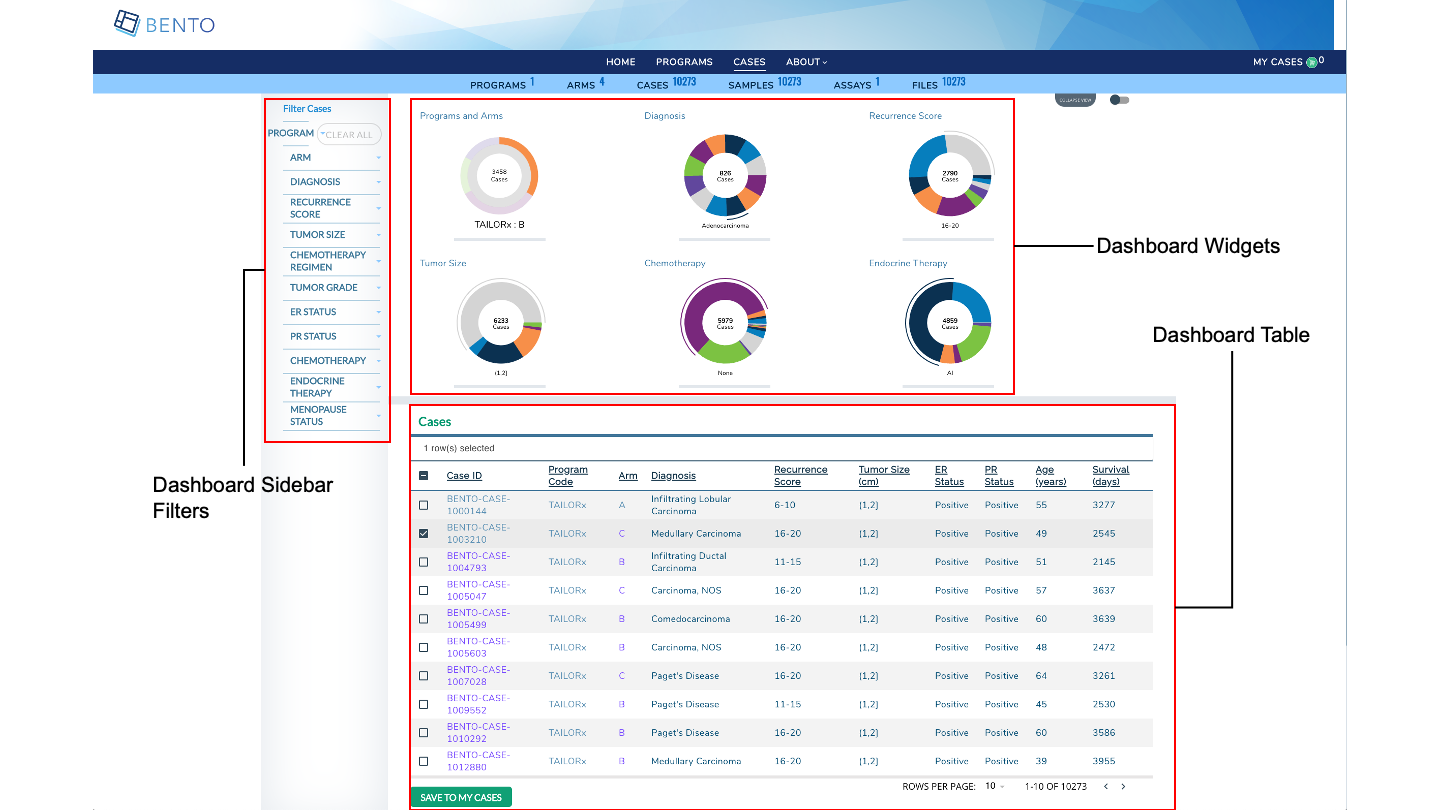 BENTO
HOME PROGRAMS CASES ABOUT MY CASES 0
PROGRAMS 1 ARMS 4 CASES 10273 SAMPLES 10273 ASSAYS 1 FILES 10273
Filter Cases
PROGRAM CLEAR ALL
ARM
DIAGNOSIS
RECURRENCE
SCORE
TUMOR SIZE
CHEMOTHERAPY
REGIMEN
TUMOR GRADE
ER STATUS
PR STATUS
CHEMOTHERAPY
ENDOCRINE
THERAPY
MENOPAUSE
STATUS
Dashboard Sidebar
Filters
COLLAPSE VIEW
Programs and Arms
3458
Cases
TAILORx : B
Diagnosis
826
Cases
Adenocarcinoma
Recurrence Score
2790
Cases
16-20
Tumor Size
6233
Cases
(1,2]
Chemotherapy
5979
Cases
None
Endocrine Therapy
4859
Cases
AI
Dashboard Widgets
Dashboard Table
Cases
1 row(s) selected
Case ID Program Code Arm Diagnosis Recurrence Score Tumor Size (cm) ER Status PR Status Age (years) Survival (days)
BENTO-CASE-1000144 TAILORx A Infiltrating Lobular Carcinoma 6-10 (1,2] Positive Positive 55 3277
BENTO-CASE-1003210 TAILORx C Medullary Carcinoma 16-20 (1,2] Positive Positive 49 2545
BENTO-CASE-1004793 TAILORx B Infiltrating Ductal Carcinoma 11-15 (1,2] Positive Positive 51 2145
BENTO-CASE-1005047 TAILORx C Carcinoma, NOS 16-20 (1,2] Positive Positive 57 3637
BENTO-CASE-1005499 TAILORx B Comedocarcinoma 16-20 (1,2] Positive Positive 60 3639
BENTO-CASE-1005603 TAILORx B Carcinoma, NOS 16-20 (1,2] Positive Positive 48 2472
BENTO-CASE-1007028 TAILORx C Paget's Disease 16-20 (1,2] Positive Positive 64 3261
BENTO-CASE-1009552 TAILORx B Paget's Disease 11-15 (1,2] Positive Positive 45 2530
BENTO-CASE-1010292 TAILORx B Paget's Disease 16-20 (1,2] Positive Positive 60 3586
BENTO-CASE-1012880 TAILORx B Medullary Carcinoma 16-20 (1,2] Positive Positive 39 3955
ROWS PER PAGE: 10 1-10 OF 10273
SAVE TO MY CASES